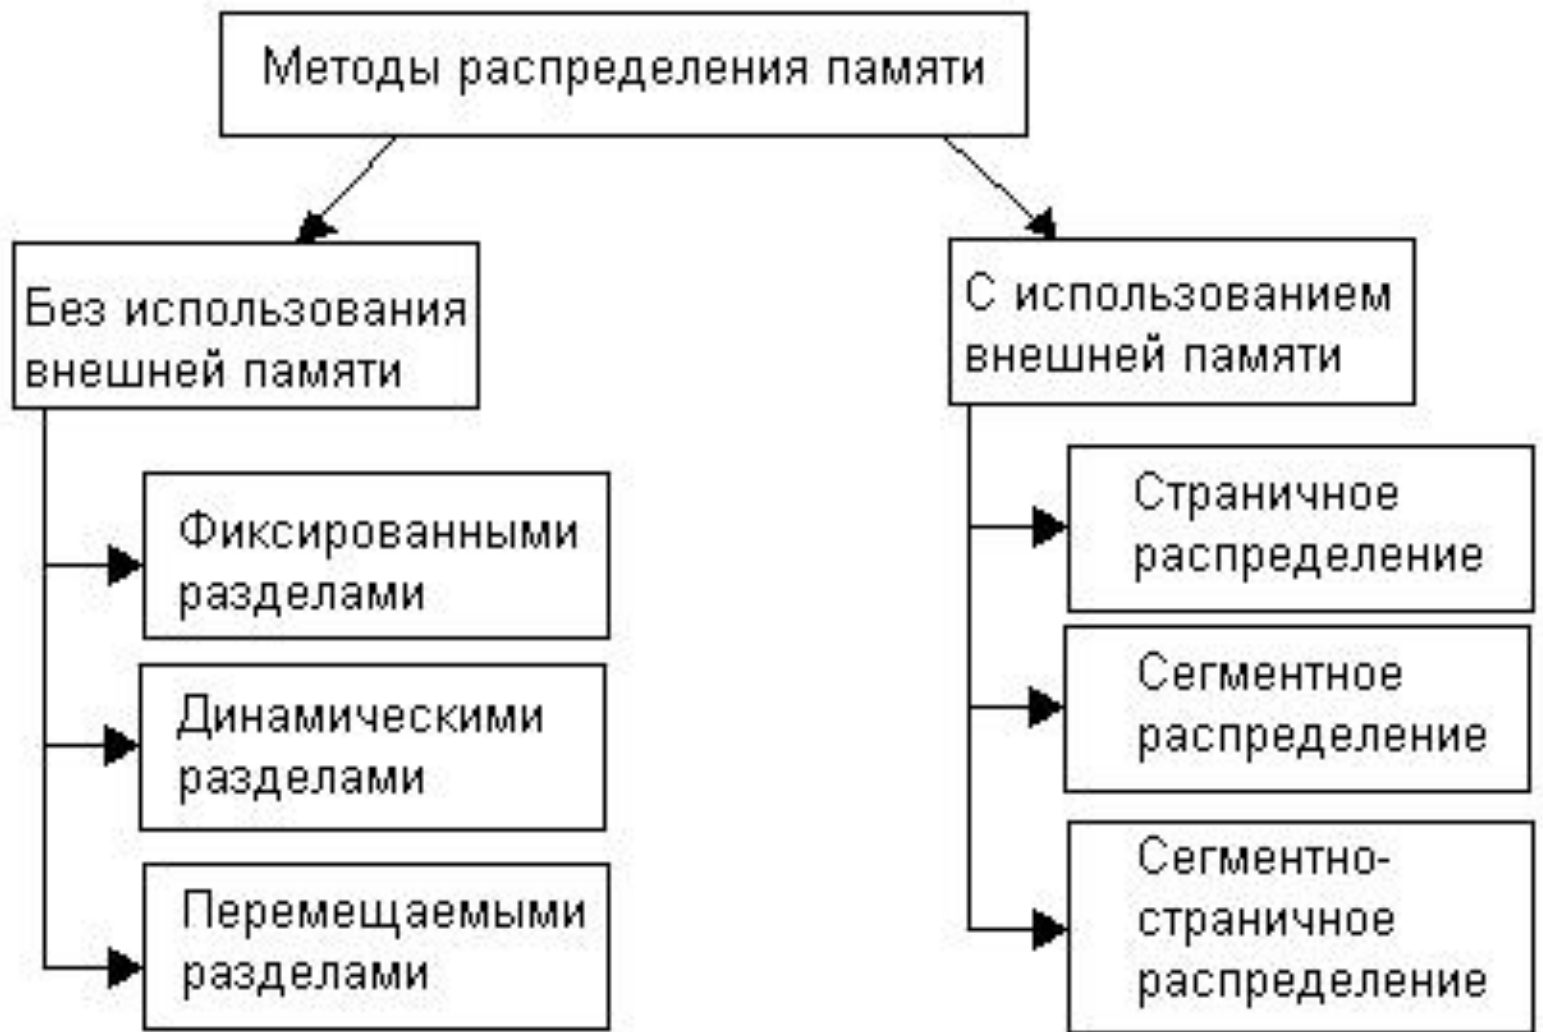 Методы распределения памяти
Без использования
внешней памяти
Фиксированными
разделами
Динамическими
разделами
Перемещаемыми
разделами
С использованием
внешней памяти
Страничное
распределение
Сегментное
распределение
Сегментно-
страничное
распределение